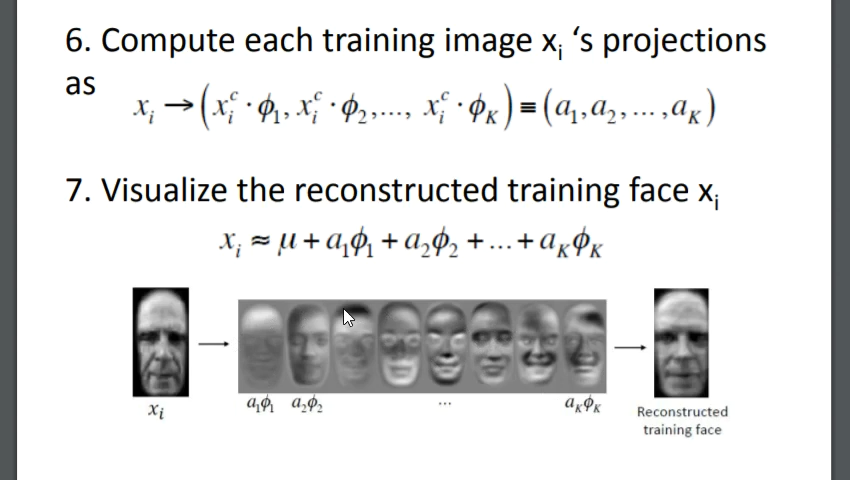 6. Compute each training image xᵢ ‘s projections
as
xᵢ → (xᵢᶜ · ϕ₁, xᵢᶜ · ϕ₂,..., xᵢᶜ · ϕ_K) ≡ (a₁,a₂, ... ,a_K)
7. Visualize the reconstructed training face xᵢ
xᵢ ≈ μ + a₁ϕ₁ + a₂ϕ₂ + ... + a_Kϕ_K
xᵢ
a₁ϕ₁ a₂ϕ₂ ... a_Kϕ_K
Reconstructed
training face